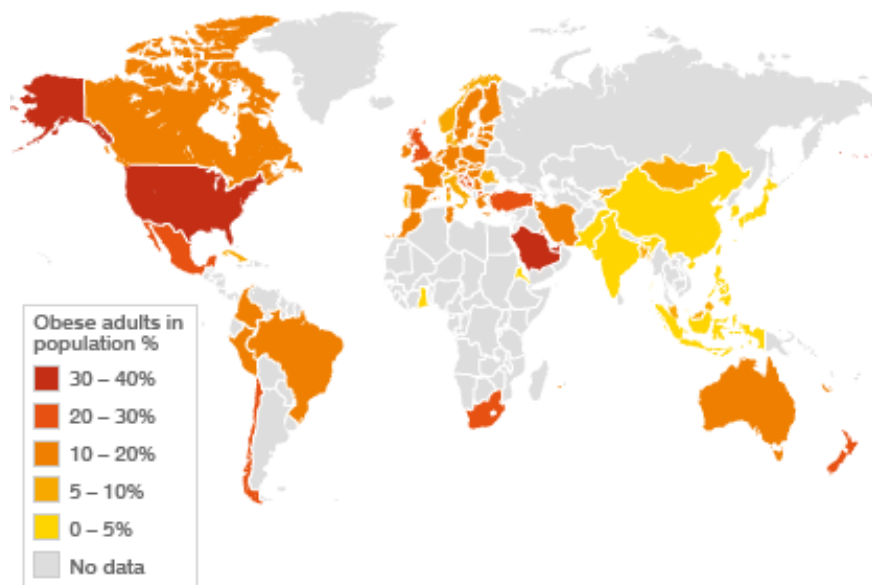 Obese adults in
population %
30 – 40%
20 – 30%
10 – 20%
5 – 10%
0 – 5%
No data